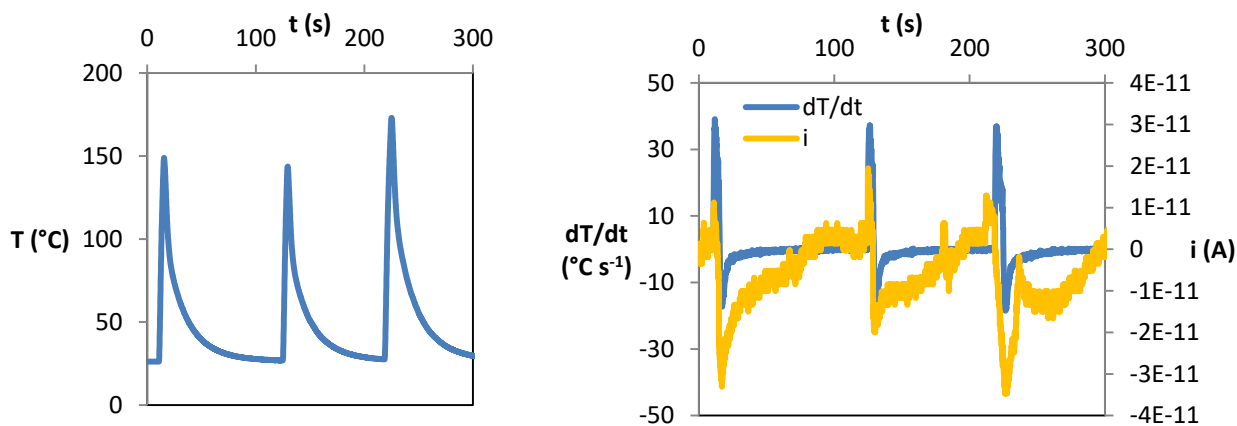 t (s)
0 100 200 300
200
150
100
50
0
T (°C)
t (s)
0 100 200 300
50
30
10
-10
-30
-50
dT/dt
(°C s-1)
dT/dt
i
4E-11
3E-11
2E-11
1E-11
0
-1E-11
-2E-11
-3E-11
-4E-11
i (A)